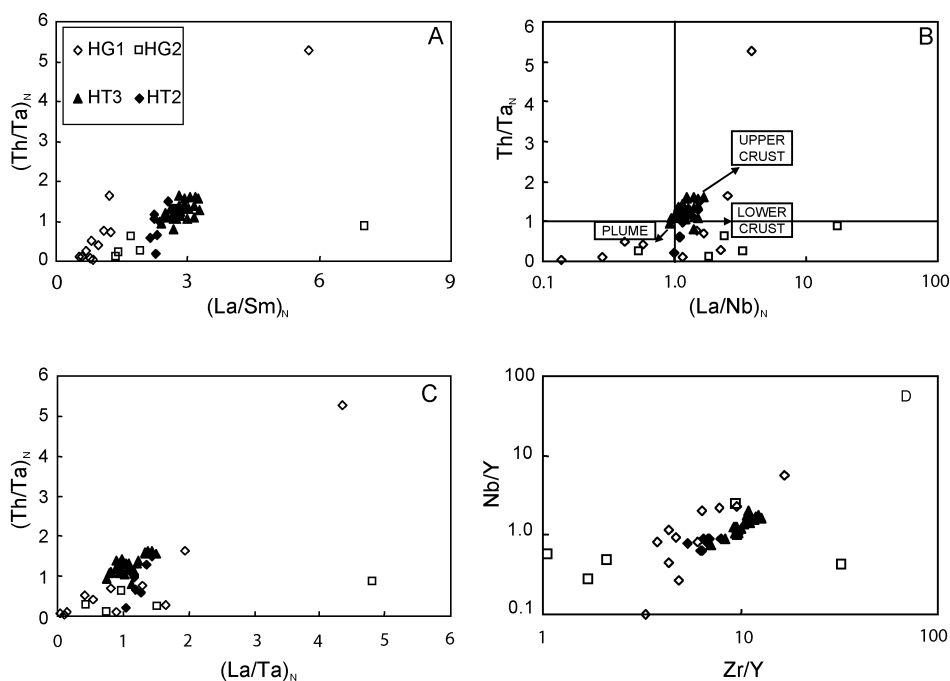 A
6
5
4
3
2
1
0
(Th/Ta)N
HG1 HG2
HT3 HT2
0 3 6 9
(La/Sm)N
B
6
5
4
3
2
1
0
Th/TaN
UPPER
CRUST
LOWER
CRUST
PLUME
0.1 1.0 10 100
(La/Nb)N
C
6
5
4
3
2
1
0
(Th/Ta)N
0 1 2 3 4 5 6
(La/Ta)N
D
100
10
1.0
0.1
Nb/Y
1 10 100
Zr/Y